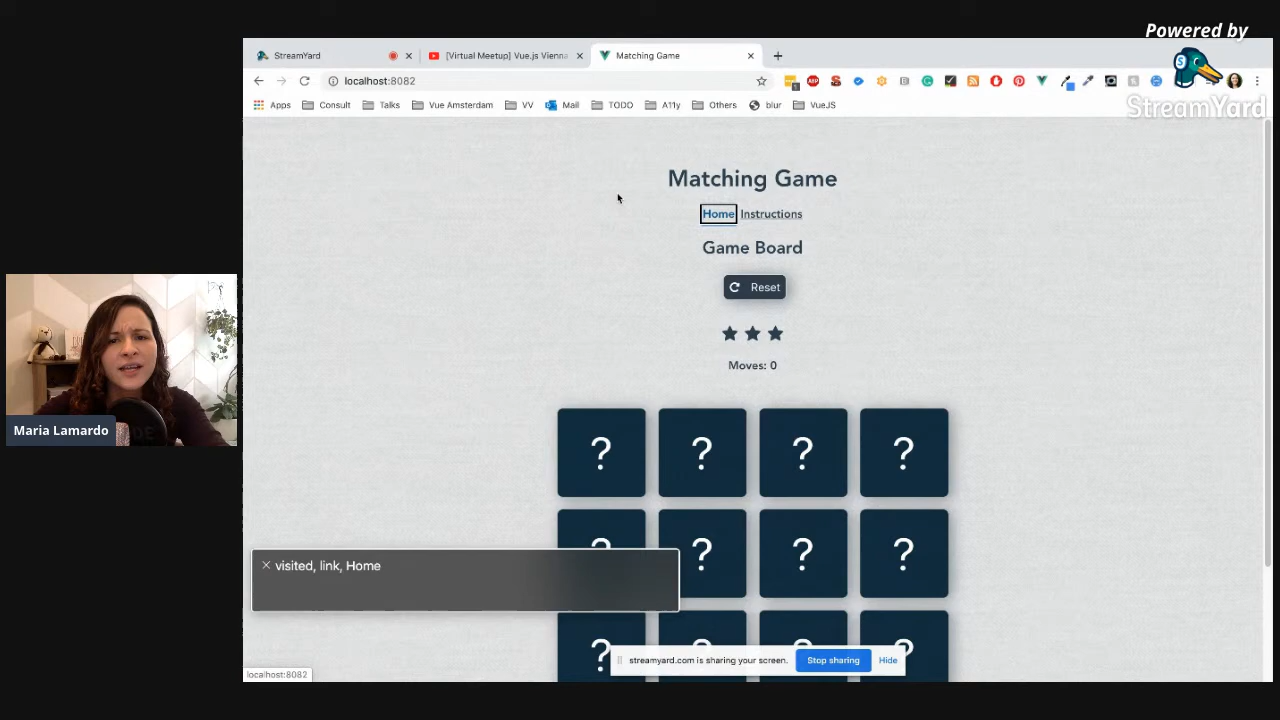 Powered by
StreamYard
StreamYard
[Virtual Meetup] Vue.js Vienna
Matching Game
localhost:8082
Apps
Consult
Talks
Vue Amsterdam
VV
Mail
TODO
A11y
Others
blur
VueJS
Matching Game
Home Instructions
Game Board
Reset
Moves: 0
? ? ? ?
? ? ? ?
? ? ? ?
visited, link, Home
Maria Lamardo
streamyard.com is sharing your screen.
Stop sharing
Hide
localhost:8082